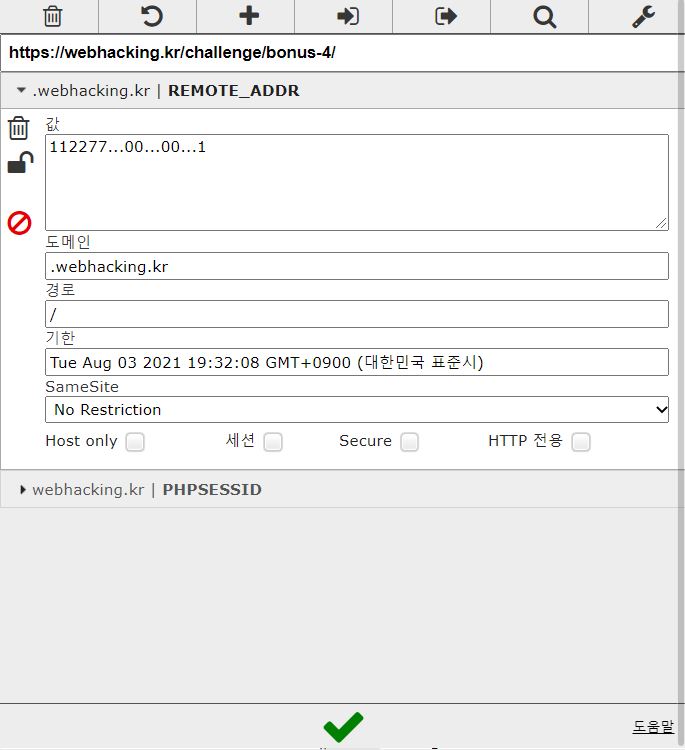 https://webhacking.kr/challenge/bonus-4/
.webhacking.kr | REMOTE_ADDR
값
112277...00...00...1
도메인
.webhacking.kr
경로
/
기한
Tue Aug 03 2021 19:32:08 GMT+0900 (대한민국 표준시)
SameSite
No Restriction
Host only 세션 Secure HTTP 전용
webhacking.kr | PHPSESSID
도움말